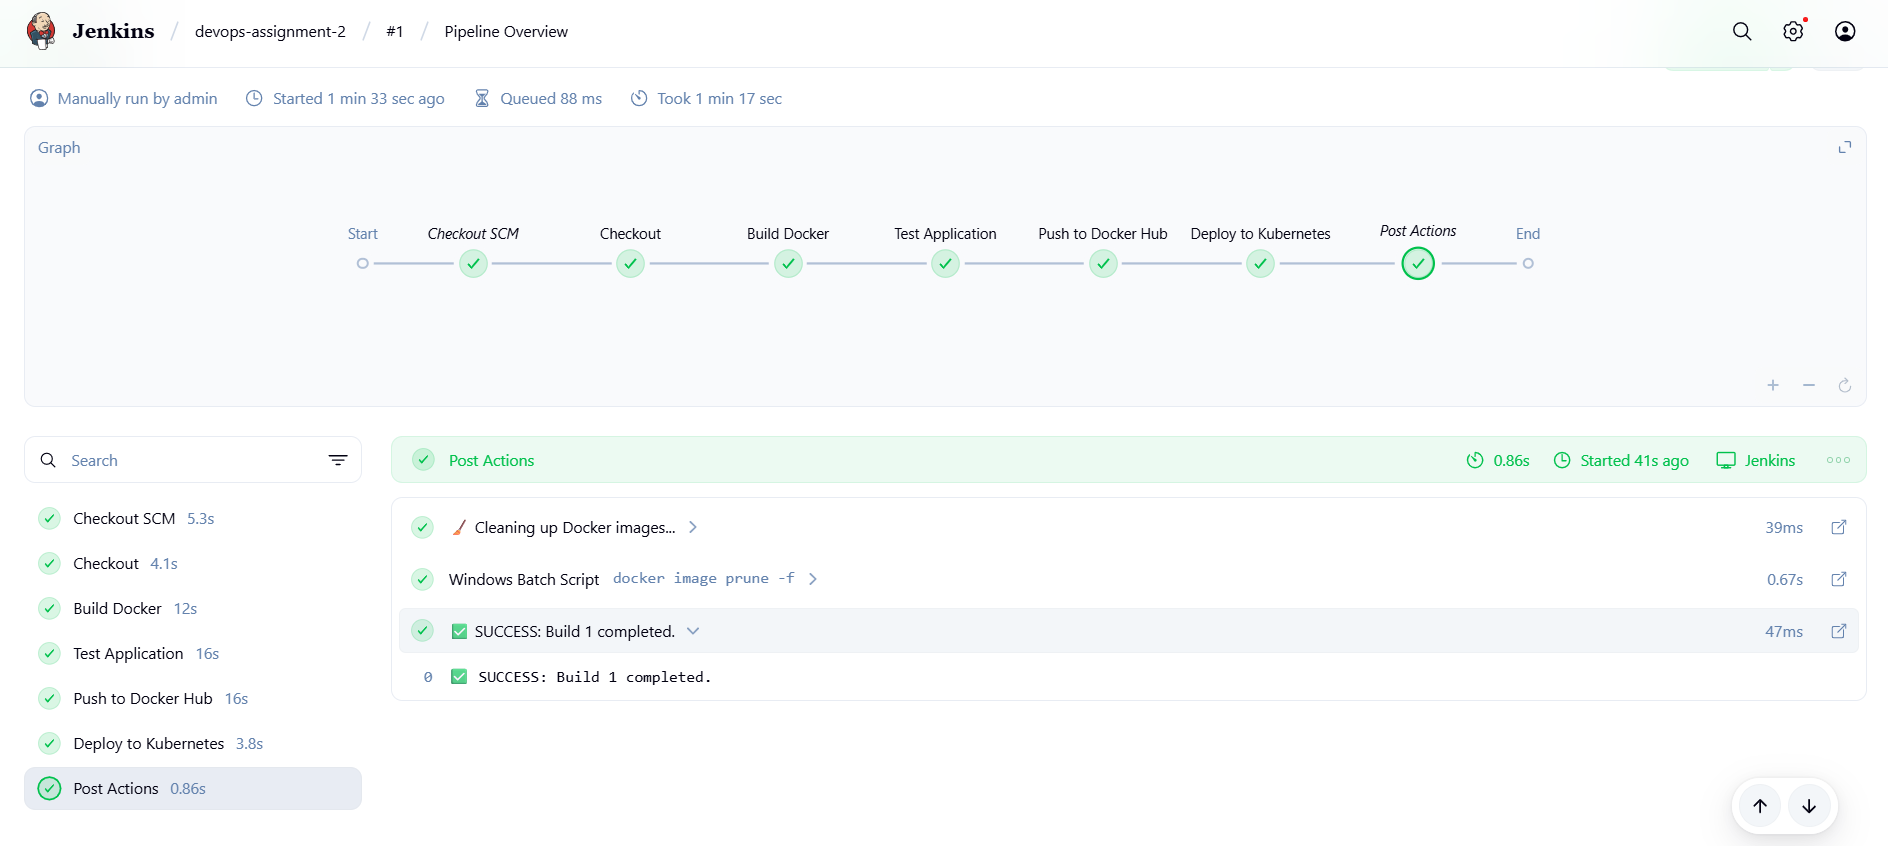 Jenkins / devops-assignment-2 / #1 / Pipeline Overview
Manually run by admin Started 1 min 33 sec ago Queued 88 ms Took 1 min 17 sec
Graph
Start Checkout SCM Checkout Build Docker Test Application Push to Docker Hub Deploy to Kubernetes Post Actions End
Search
Checkout SCM 5.3s
Checkout 4.1s
Build Docker 12s
Test Application 16s
Push to Docker Hub 16s
Deploy to Kubernetes 3.8s
Post Actions 0.86s
Post Actions 0.86s Started 41s ago Jenkins
Cleaning up Docker images... 39ms
Windows Batch Script docker image prune -f 0.67s
✅ SUCCESS: Build 1 completed. 47ms
0 ✅ SUCCESS: Build 1 completed.